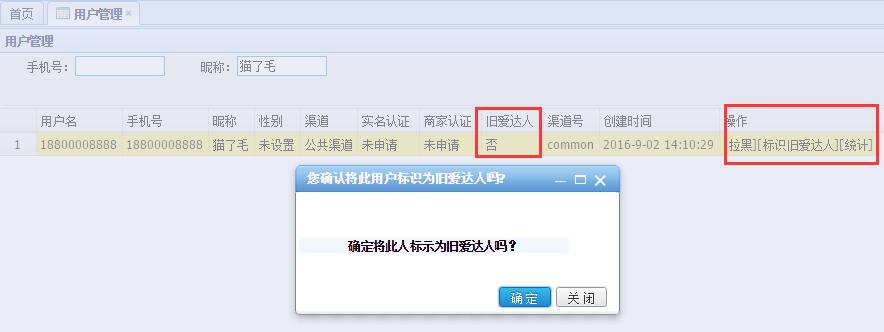 首页 用户管理
用户管理
手机号: 昵称: 猫了毛
用户名 手机号 昵称 性别 渠道 实名认证 商家认证 旧爱达人 渠道号 创建时间 操作
1 18800008888 18800008888 猫了毛 未设置 公共渠道 未申请 未申请 否 common 2016-9-02 14:10:29 拉黑][标识旧爱达人][统计]
您确认将此用户标识为旧爱达人吗?
确定将此人标示为旧爱达人吗？
确定 关闭